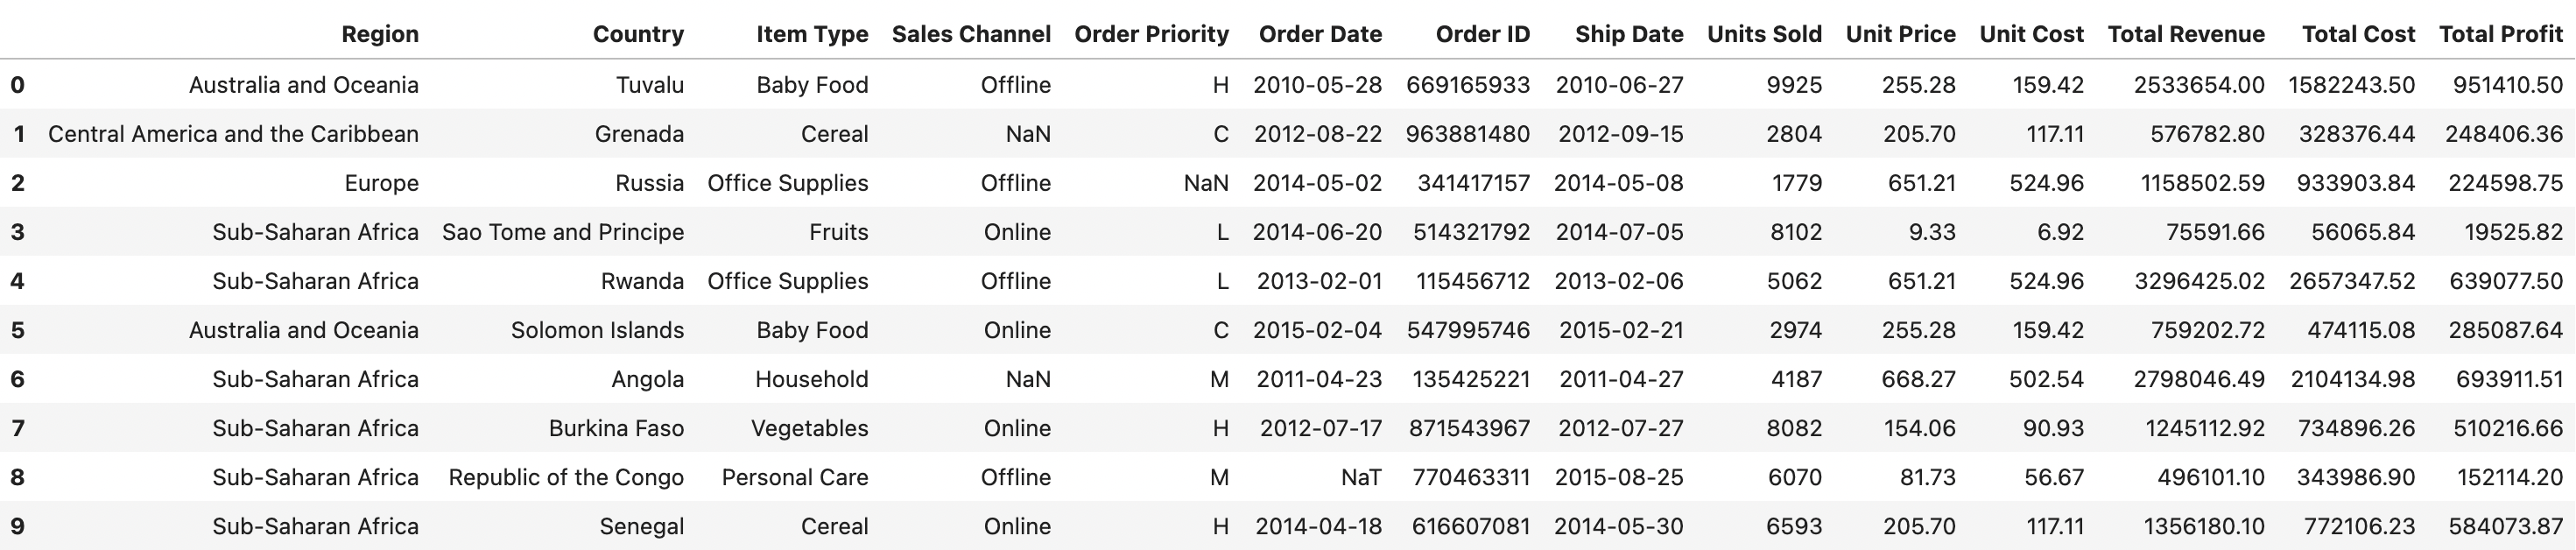 Region Country Item Type Sales Channel Order Priority Order Date Order ID Ship Date Units Sold Unit Price Unit Cost Total Revenue Total Cost Total Profit
0 Australia and Oceania Tuvalu Baby Food Offline H 2010-05-28 669165933 2010-06-27 9925 255.28 159.42 2533654.00 1582243.50 951410.50
1 Central America and the Caribbean Grenada Cereal NaN C 2012-08-22 963881480 2012-09-15 2804 205.70 117.11 576782.80 328376.44 248406.36
2 Europe Russia Office Supplies Offline NaN 2014-05-02 341417157 2014-05-08 1779 651.21 524.96 1158502.59 933903.84 224598.75
3 Sub-Saharan Africa Sao Tome and Principe Fruits Online L 2014-06-20 514321792 2014-07-05 8102 9.33 6.92 75591.66 56065.84 19525.82
4 Sub-Saharan Africa Rwanda Office Supplies Offline L 2013-02-01 115456712 2013-02-06 5062 651.21 524.96 3296425.02 2657347.52 639077.50
5 Australia and Oceania Solomon Islands Baby Food Online C 2015-02-04 547995746 2015-02-21 2974 255.28 159.42 759202.72 474115.08 285087.64
6 Sub-Saharan Africa Angola Household NaN M 2011-04-23 135425221 2011-04-27 4187 668.27 502.54 2798046.49 2104134.98 693911.51
7 Sub-Saharan Africa Burkina Faso Vegetables Online H 2012-07-17 871543967 2012-07-27 8082 154.06 90.93 1245112.92 734896.26 510216.66
8 Sub-Saharan Africa Republic of the Congo Personal Care Offline M NaT 770463311 2015-08-25 6070 81.73 56.67 496101.10 343986.90 152114.20
9 Sub-Saharan Africa Senegal Cereal Online H 2014-04-18 616607081 2014-05-30 6593 205.70 117.11 1356180.10 772106.23 584073.87